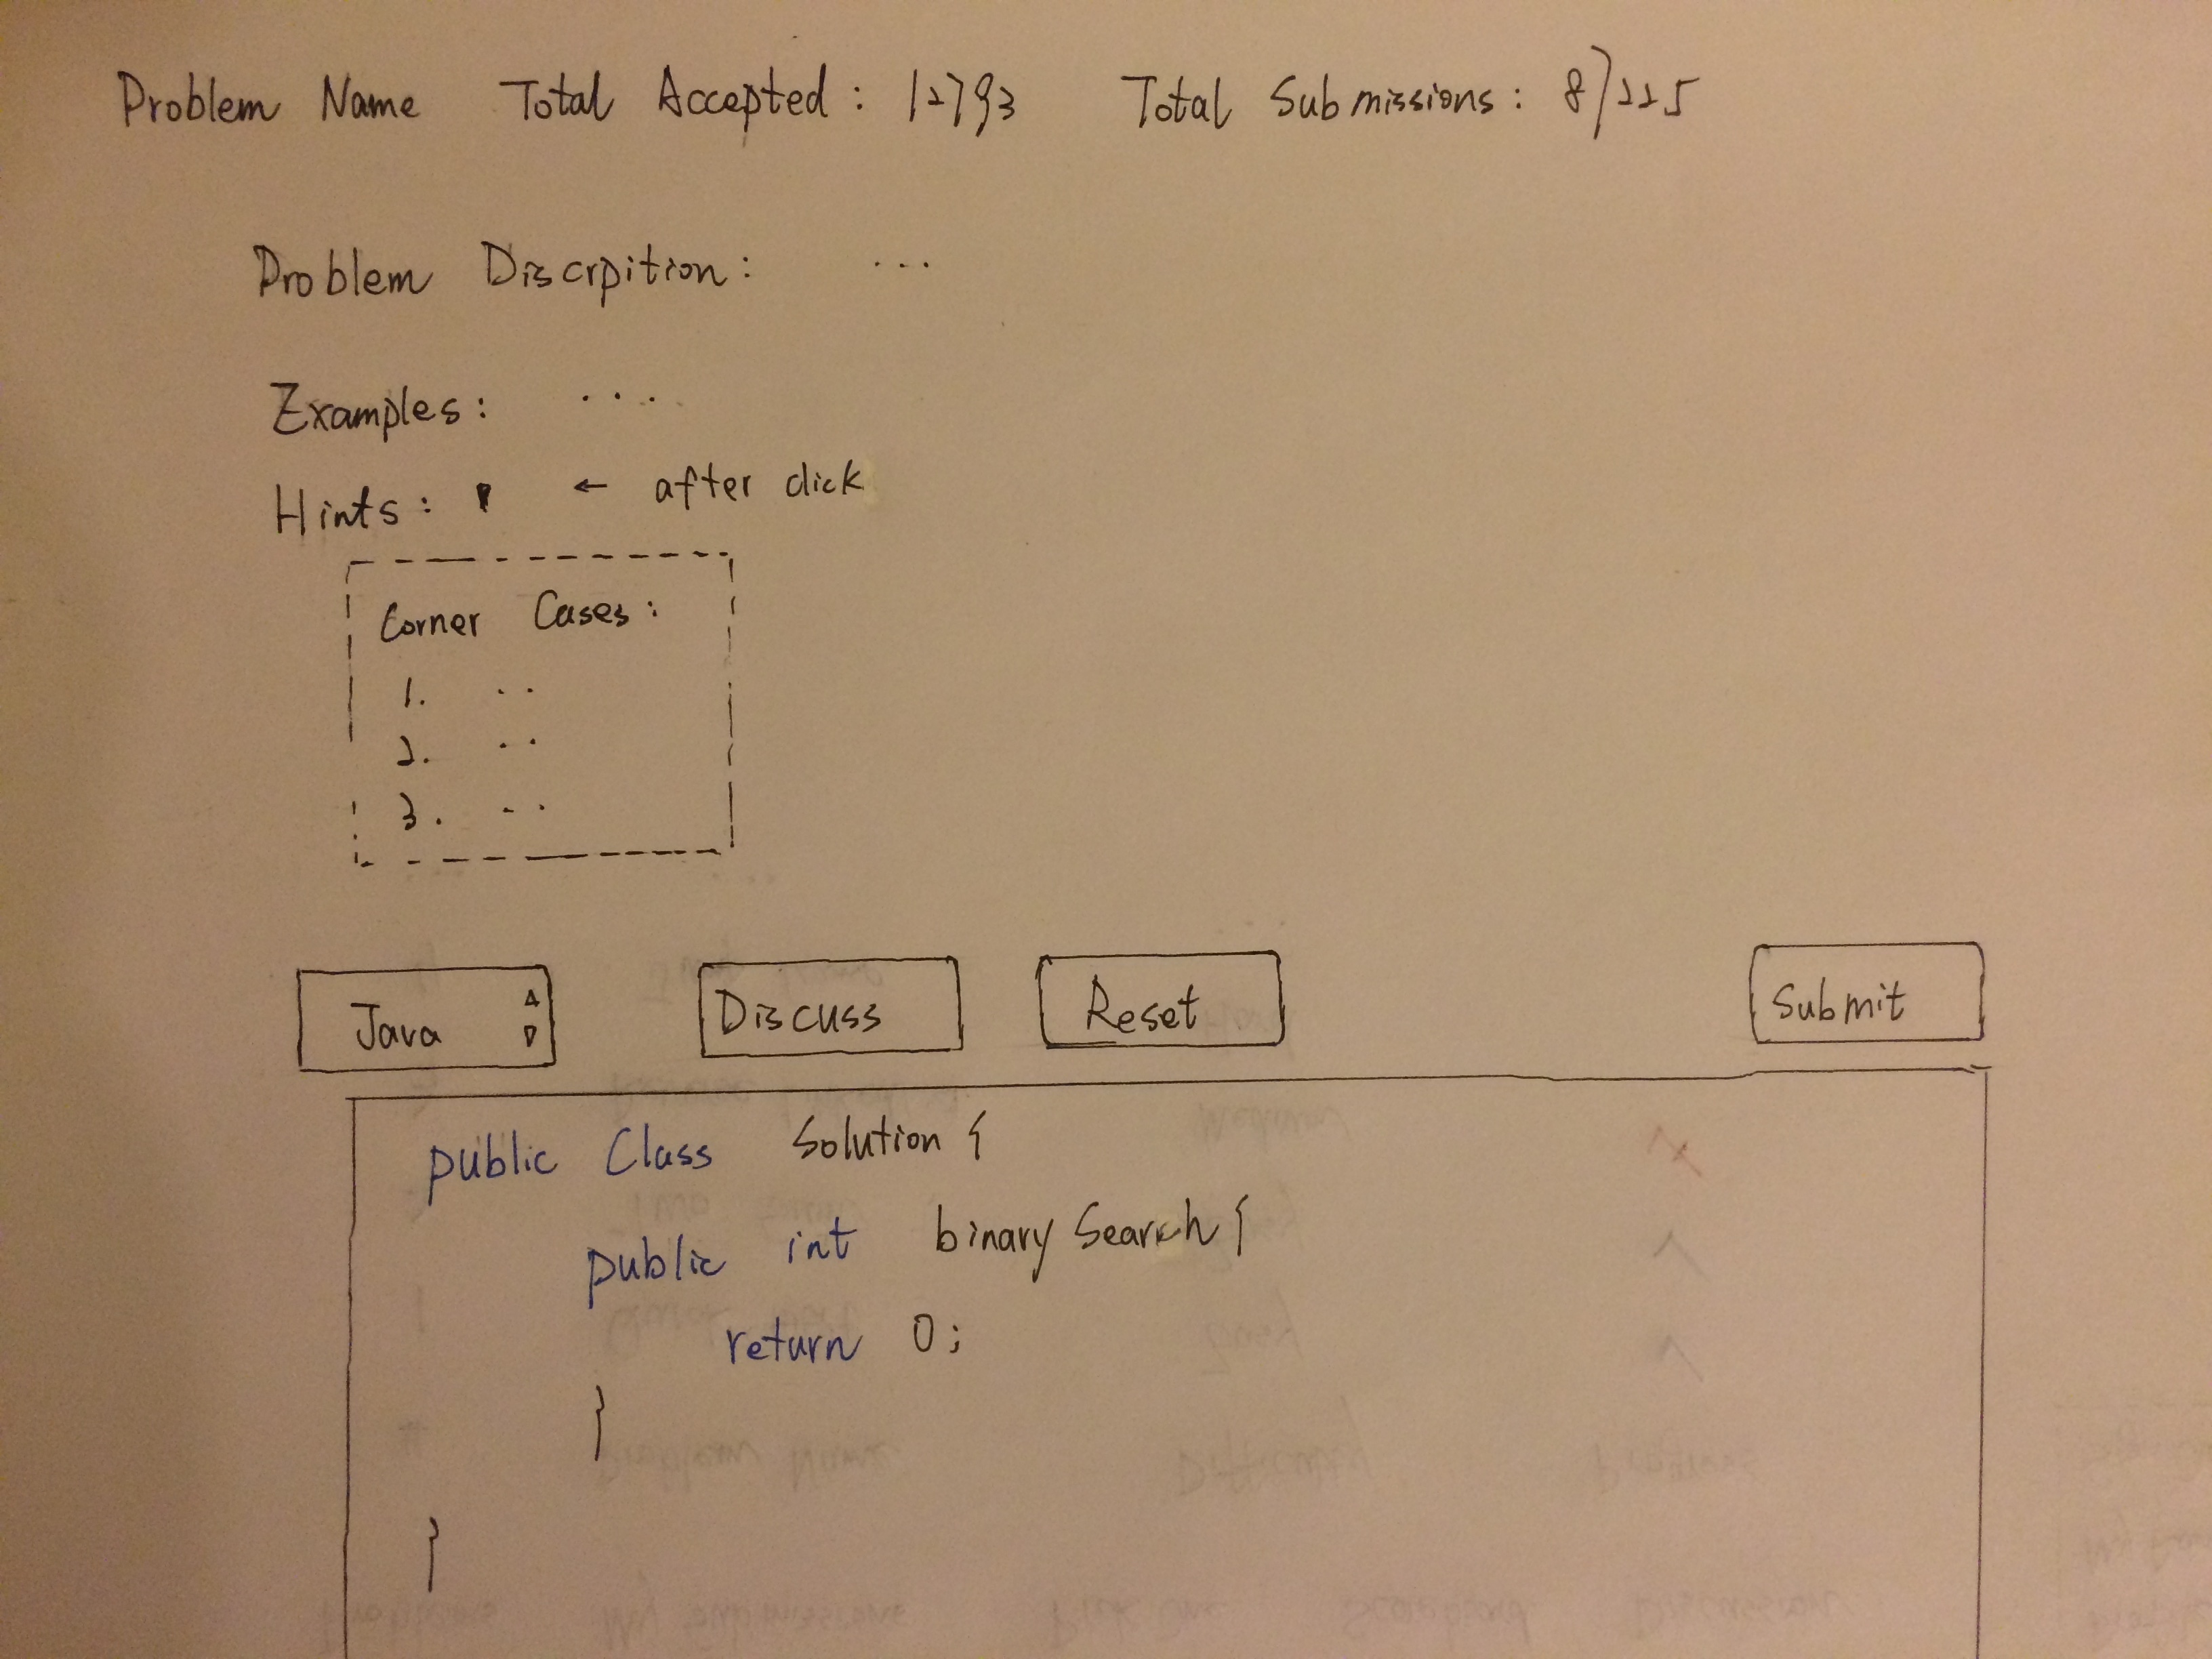 Problem Name Total Accepted: 12793 Total Submissions: 87225
Problem Discrpition: ...
Examples: ...
Hints: ← after click
Corner Cases:
1. ..
2. ..
3. ..
Java Discuss Reset Submit
public Class Solution {
public int binary Search {
return 0;
}
}